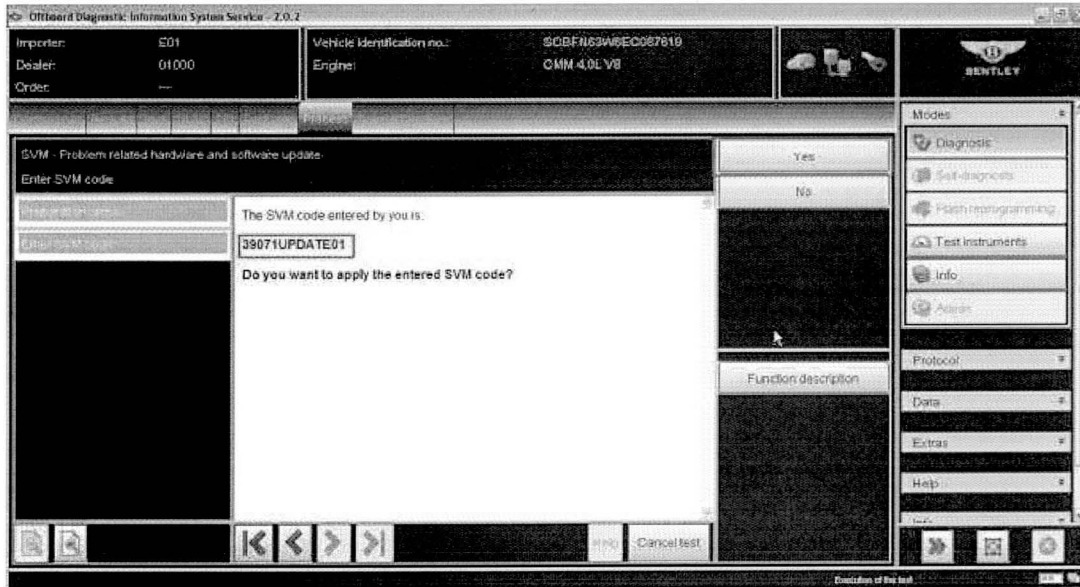 Offboard Diagnostic Information System Service - 2.0.2
Importer: E01
Dealer: 01000
Order: ---
Vehicle identification no.:
Engine: CMM 4.0L V8
BENTLEY
Process
SVM - Problem related hardware and software update
Enter SVM code
The SVM code entered by you is:
39071UPDATE01
Do you want to apply the entered SVM code?
Yes
No
Function description
Cancel test
Modes
Diagnosis
Self-diagnosis
Flash reprogramming
Test instruments
Info
Protocol
Data
Extras
Help
Execution of the test